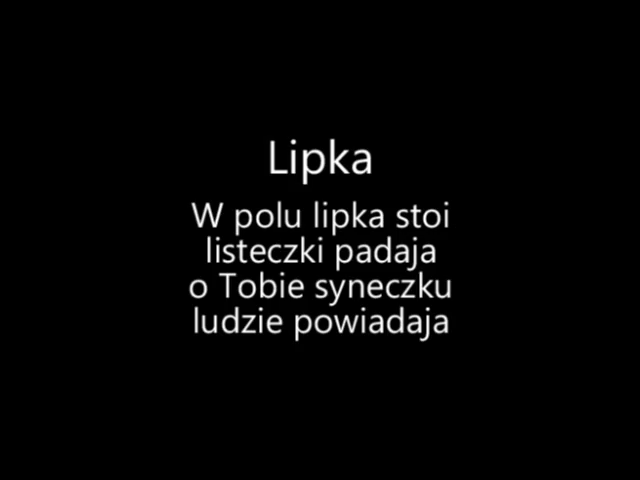 Lipka
W polu lipka stoi
listeczki padaja
o Tobie syneczku
ludzie powiadaja